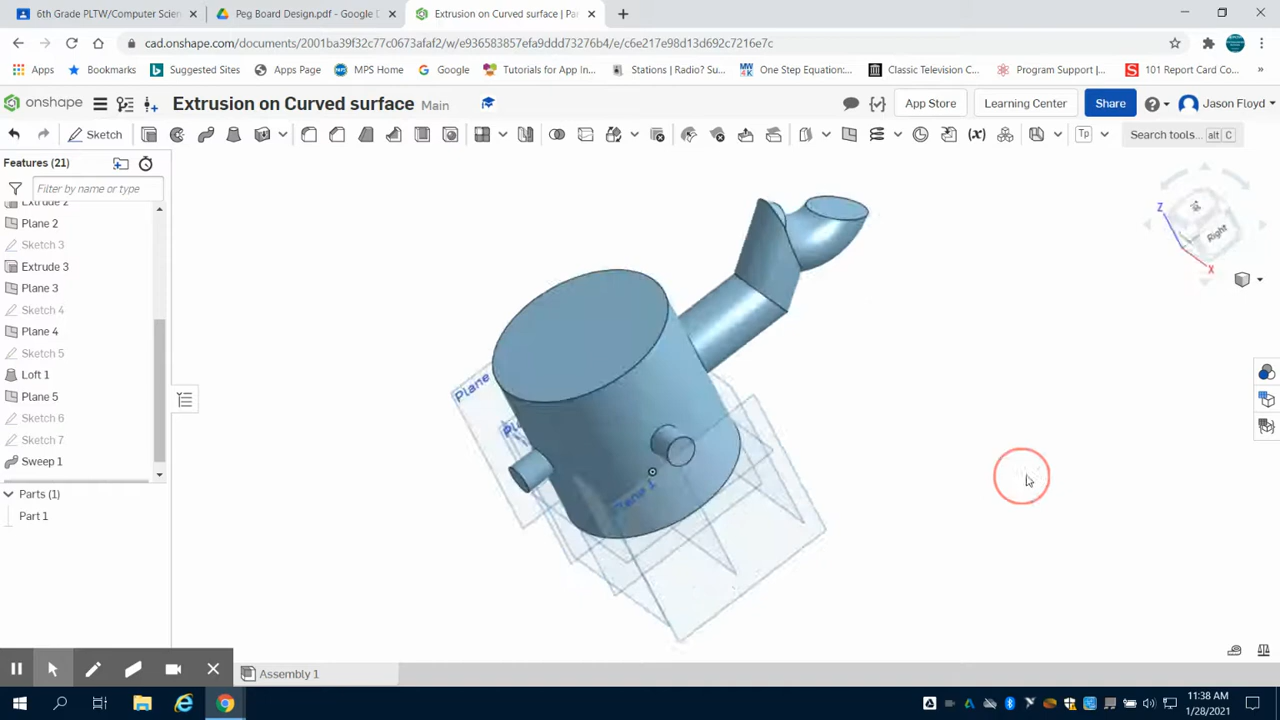 6th Grade PLTW/Computer Scien
Peg Board Design.pdf - Google D
Extrusion on Curved surface | Par
cad.onshape.com/documents/2001ba39f32c77c0673afaf2/w/e936583857efe9ddd73276b4/e/c6e217e98d13d692c7216e7c
Apps
Bookmarks
Suggested Sites
Apps Page
MPS Home
Google
Tutorials for App In...
Stations | Radio? Su...
One Step Equation:...
Classic Television C...
Program Support |...
101 Report Card Co...
»
onshape
Extrusion on Curved surface Main
App Store
Learning Center
Share
Jason Floyd
Sketch
Tp
Search tools... alt C
Features (21)
Filter by name or type
Extrude 2
Plane 2
Sketch 3
Extrude 3
Plane 3
Sketch 4
Plane 4
Sketch 5
Loft 1
Plane 5
Sketch 6
Sketch 7
Sweep 1
Parts (1)
Part 1
Plane
Plane 1
Z
Right
X
Assembly 1
11:38 AM
1/28/2021